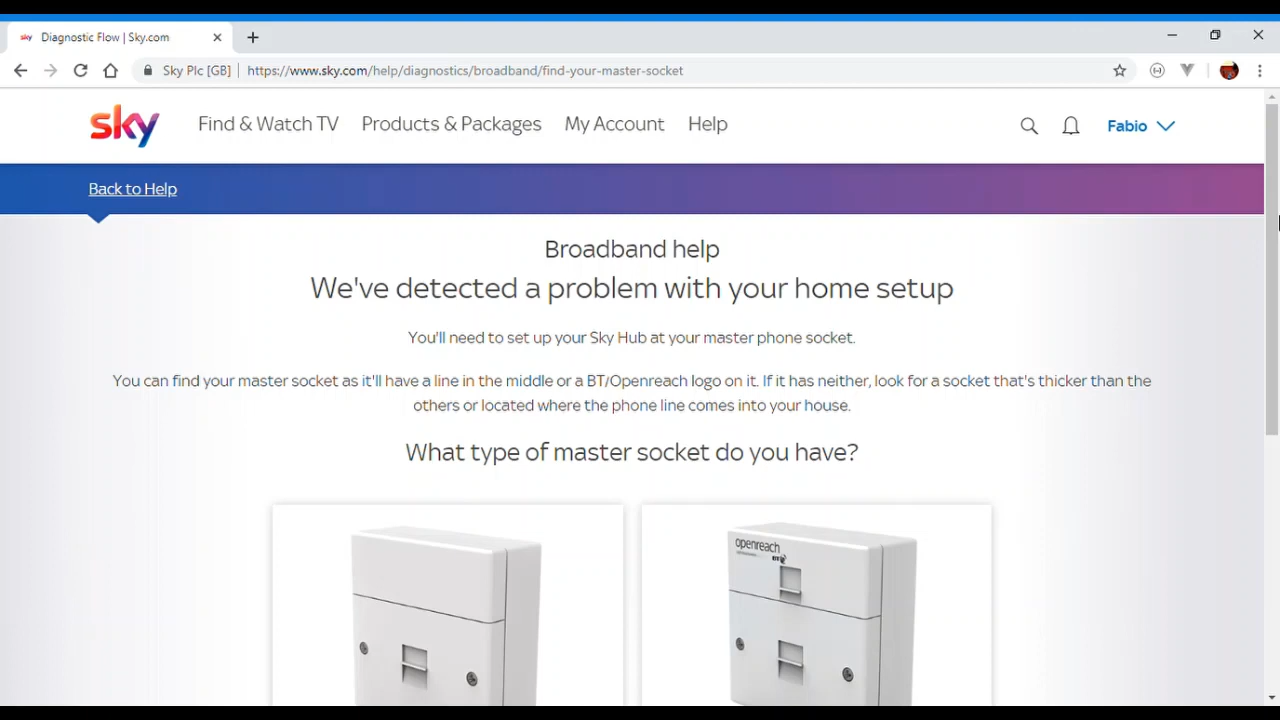 Diagnostic Flow | Sky.com
Sky Plc [GB]
https://www.sky.com/help/diagnostics/broadband/find-your-master-socket
sky
Find & Watch TV
Products & Packages
My Account
Help
Fabio
Back to Help
Broadband help
We've detected a problem with your home setup
You'll need to set up your Sky Hub at your master phone socket.
You can find your master socket as it'll have a line in the middle or a BT/Openreach logo on it. If it has neither, look for a socket that's thicker than the
others or located where the phone line comes into your house.
What type of master socket do you have?
openreach
BT